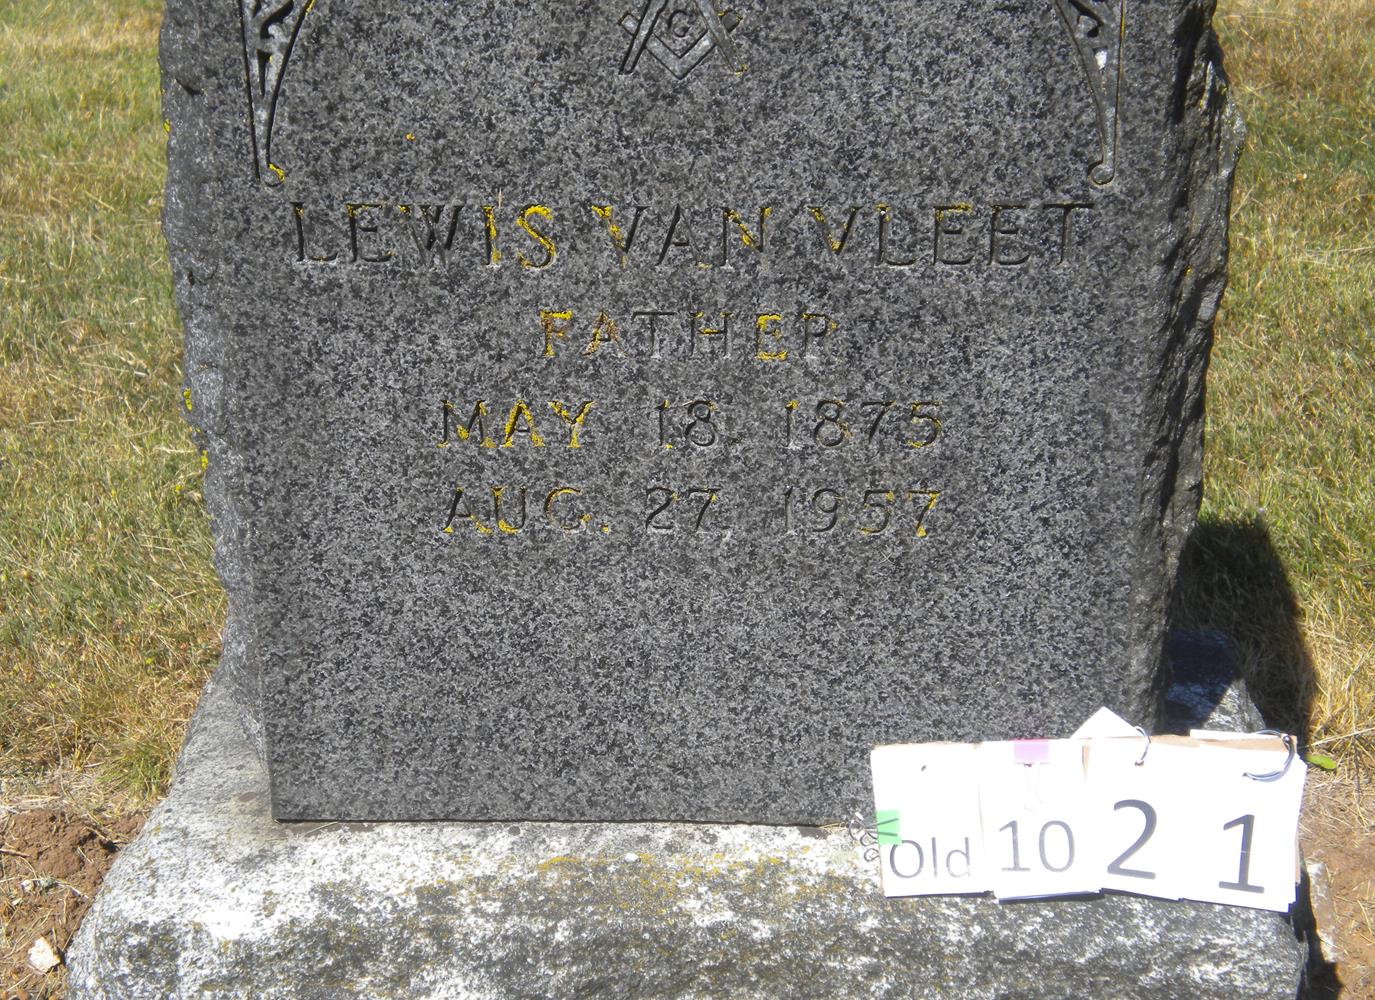 G
LEWIS VAN VLEET
FATHER
MAY 18, 1875
AUG. 27, 1957
Old 10 2 1